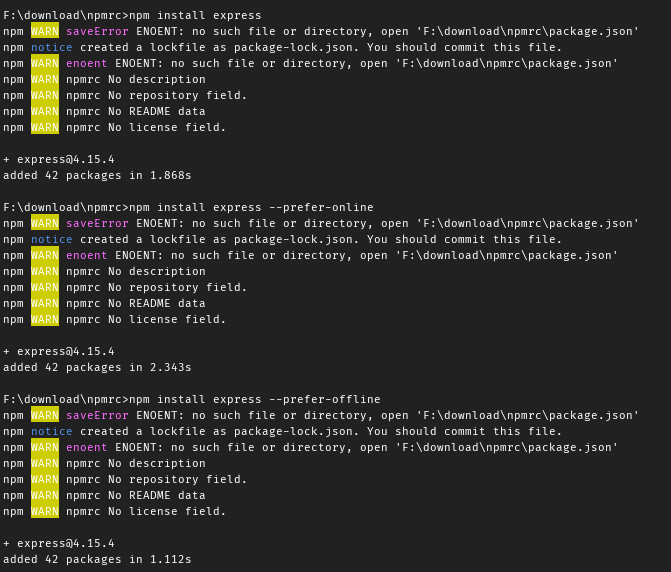 F:\download\npmrc>npm install express
npm WARN saveError ENOENT: no such file or directory, open 'F:\download\npmrc\package.json'
npm notice created a lockfile as package-lock.json. You should commit this file.
npm WARN enoent ENOENT: no such file or directory, open 'F:\download\npmrc\package.json'
npm WARN npmrc No description
npm WARN npmrc No repository field.
npm WARN npmrc No README data
npm WARN npmrc No license field.

+ express@4.15.4
added 42 packages in 1.868s

F:\download\npmrc>npm install express --prefer-online
npm WARN saveError ENOENT: no such file or directory, open 'F:\download\npmrc\package.json'
npm notice created a lockfile as package-lock.json. You should commit this file.
npm WARN enoent ENOENT: no such file or directory, open 'F:\download\npmrc\package.json'
npm WARN npmrc No description
npm WARN npmrc No repository field.
npm WARN npmrc No README data
npm WARN npmrc No license field.

+ express@4.15.4
added 42 packages in 2.343s

F:\download\npmrc>npm install express --prefer-offline
npm WARN saveError ENOENT: no such file or directory, open 'F:\download\npmrc\package.json'
npm notice created a lockfile as package-lock.json. You should commit this file.
npm WARN enoent ENOENT: no such file or directory, open 'F:\download\npmrc\package.json'
npm WARN npmrc No description
npm WARN npmrc No repository field.
npm WARN npmrc No README data
npm WARN npmrc No license field.

+ express@4.15.4
added 42 packages in 1.112s